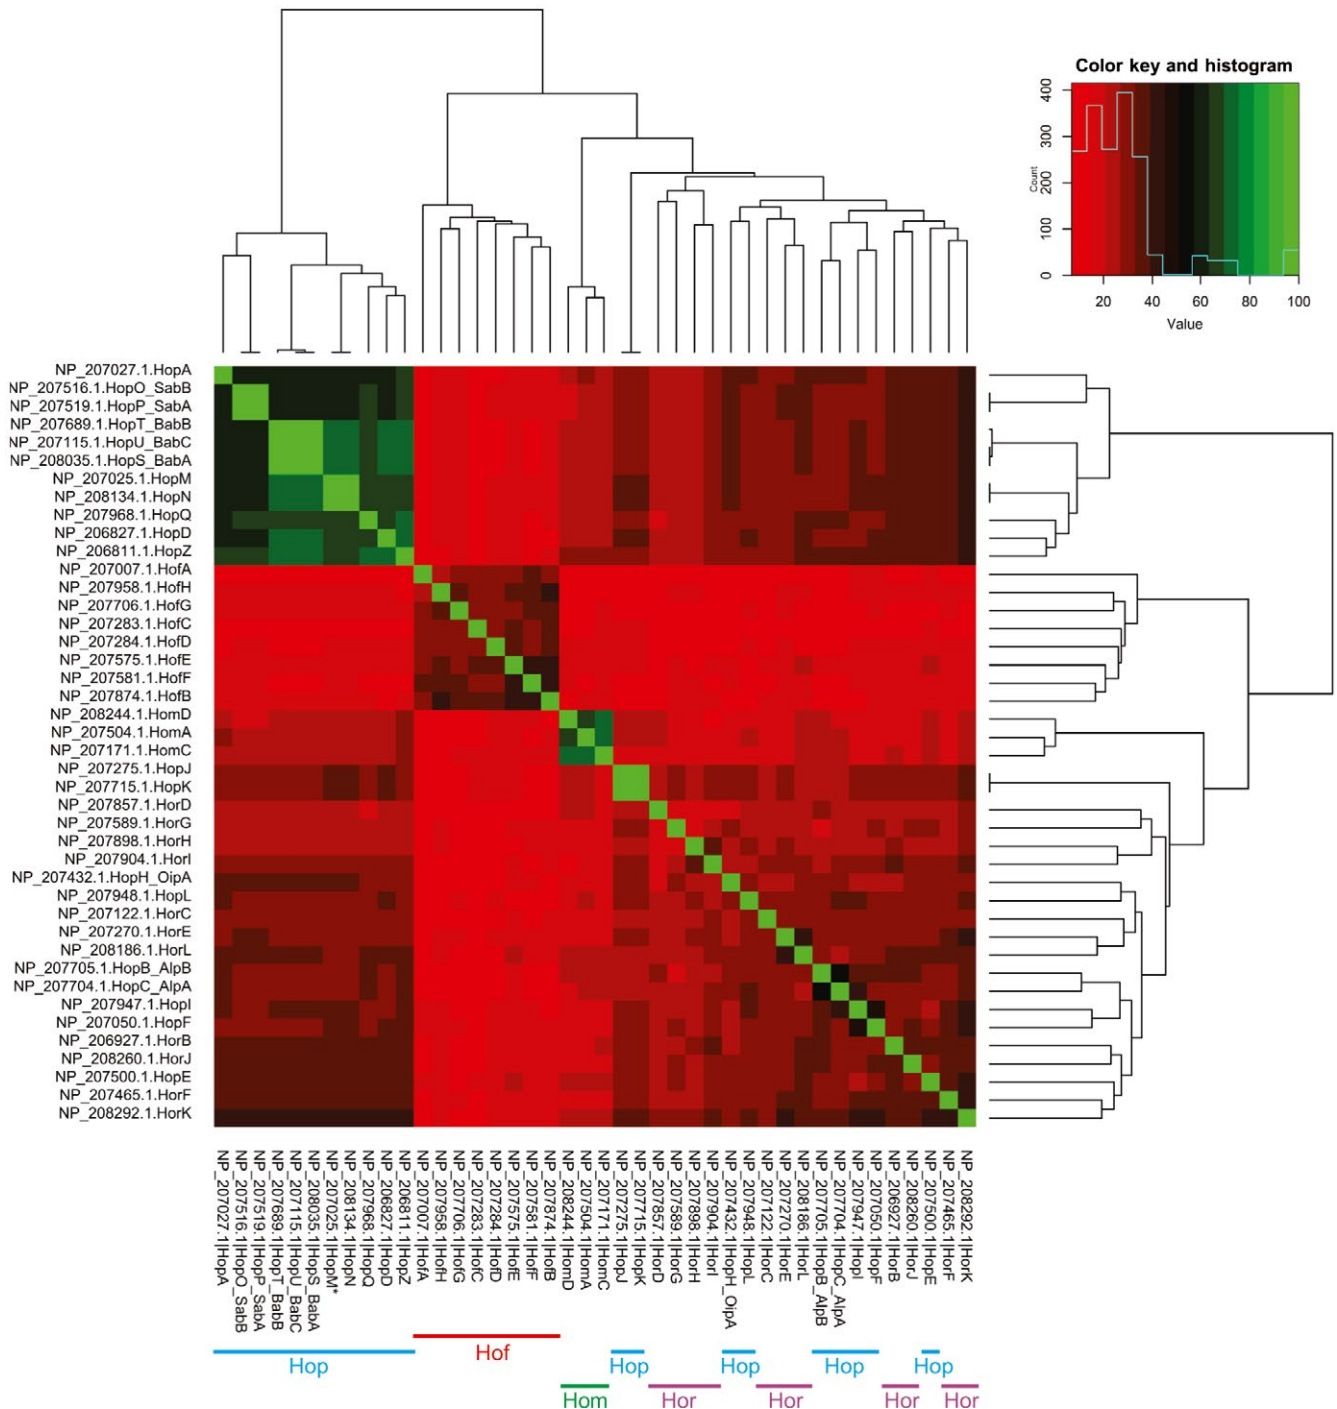 Color key and histogram
400
300
200
100
0
Count
20 40 60 80 100
Value
NP_207027.1.HopA
NP_207516.1.HopO_SabB
NP_207519.1.HopP_SabA
NP_207689.1.HopT_BabB
NP_207115.1.HopU_BabC
NP_208035.1.HopS_BabA
NP_207025.1.HopM
NP_208134.1.HopN
NP_207968.1.HopQ
NP_206827.1.HopD
NP_206811.1.HopZ
NP_207007.1.HofA
NP_207958.1.HofH
NP_207706.1.HofG
NP_207283.1.HofC
NP_207284.1.HofD
NP_207575.1.HofE
NP_207581.1.HofF
NP_207874.1.HofB
NP_208244.1.HomD
NP_207504.1.HomA
NP_207171.1.HomC
NP_207275.1.HopJ
NP_207715.1.HopK
NP_207857.1.HorD
NP_207589.1.HorG
NP_207898.1.HorH
NP_207904.1.HorI
NP_207432.1.HopH_OipA
NP_207948.1.HopL
NP_207122.1.HorC
NP_207270.1.HorE
NP_208186.1.HorL
NP_207705.1.HopB_AlpB
NP_207704.1.HopC_AlpA
NP_207947.1.HopI
NP_207050.1.HopF
NP_206927.1.HorB
NP_208260.1.HorJ
NP_207500.1.HopE
NP_207465.1.HorF
NP_208292.1.HorK
NP_207027.1|HopA
NP_207516.1|HopO_SabB
NP_207519.1|HopP_SabA
NP_207689.1|HopT_BabB
NP_207115.1|HopU_BabC
NP_208035.1|HopS_BabA
NP_207025.1|HopM*
NP_208134.1|HopN
NP_207968.1|HopQ
NP_206827.1|HopD
NP_206811.1|HopZ
NP_207007.1|HofA
NP_207958.1|HofH
NP_207706.1|HofG
NP_207283.1|HofC
NP_207284.1|HofD
NP_207575.1|HofE
NP_207581.1|HofF
NP_207874.1|HofB
NP_208244.1|HomD
NP_207504.1|HomA
NP_207171.1|HomC
NP_207275.1|HopJ
NP_207715.1|HopK
NP_207857.1|HorD
NP_207589.1|HorG
NP_207898.1|HorH
NP_207904.1|HorI
NP_207432.1|HopH_OipA
NP_207948.1|HopL
NP_207122.1|HorC
NP_207270.1|HorE
NP_208186.1|HorL
NP_207705.1|HopB_AlpB
NP_207704.1|HopC_AlpA
NP_207947.1|HopI
NP_207050.1|HopF
NP_206927.1|HorB
NP_208260.1|HorJ
NP_207500.1|HopE
NP_207465.1|HorF
NP_208292.1|HorK
Hop Hof Hop Hop Hop Hop
Hom Hor Hor Hor Hor